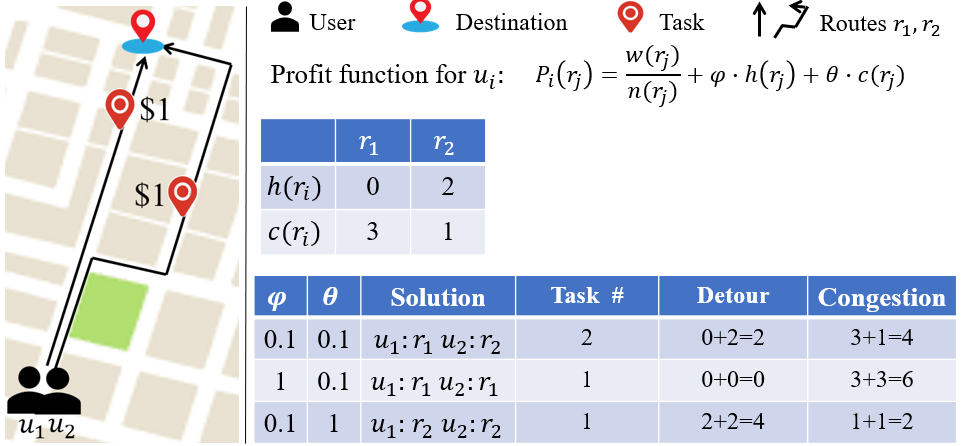 User Destination Task Routes r₁, r₂
Profit function for uᵢ: Pᵢ(rⱼ) = w(rⱼ)/n(rⱼ) + φ · h(rⱼ) + θ · c(rⱼ)
$1
$1
u₁ u₂
r₁ r₂
h(rᵢ) 0 2
c(rᵢ) 3 1
φ θ Solution Task # Detour Congestion
0.1 0.1 u₁: r₁ u₂: r₂ 2 0+2=2 3+1=4
1 0.1 u₁: r₁ u₂: r₁ 1 0+0=0 3+3=6
0.1 1 u₁: r₂ u₂: r₂ 1 2+2=4 1+1=2